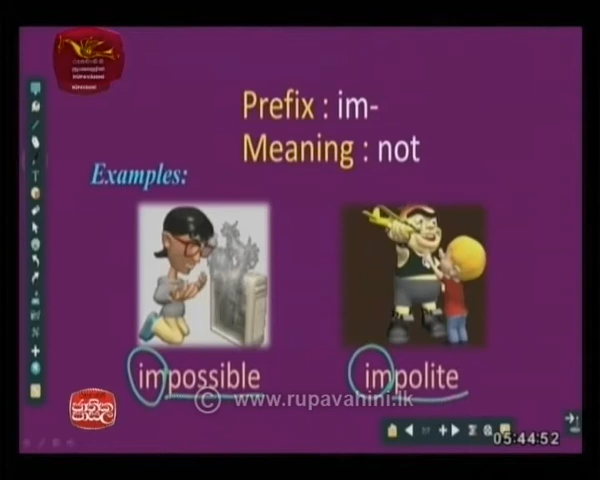 Prefix : im-
Meaning : not
Examples:
impossible
impolite
© www.rupavahini.lk
05:44:52